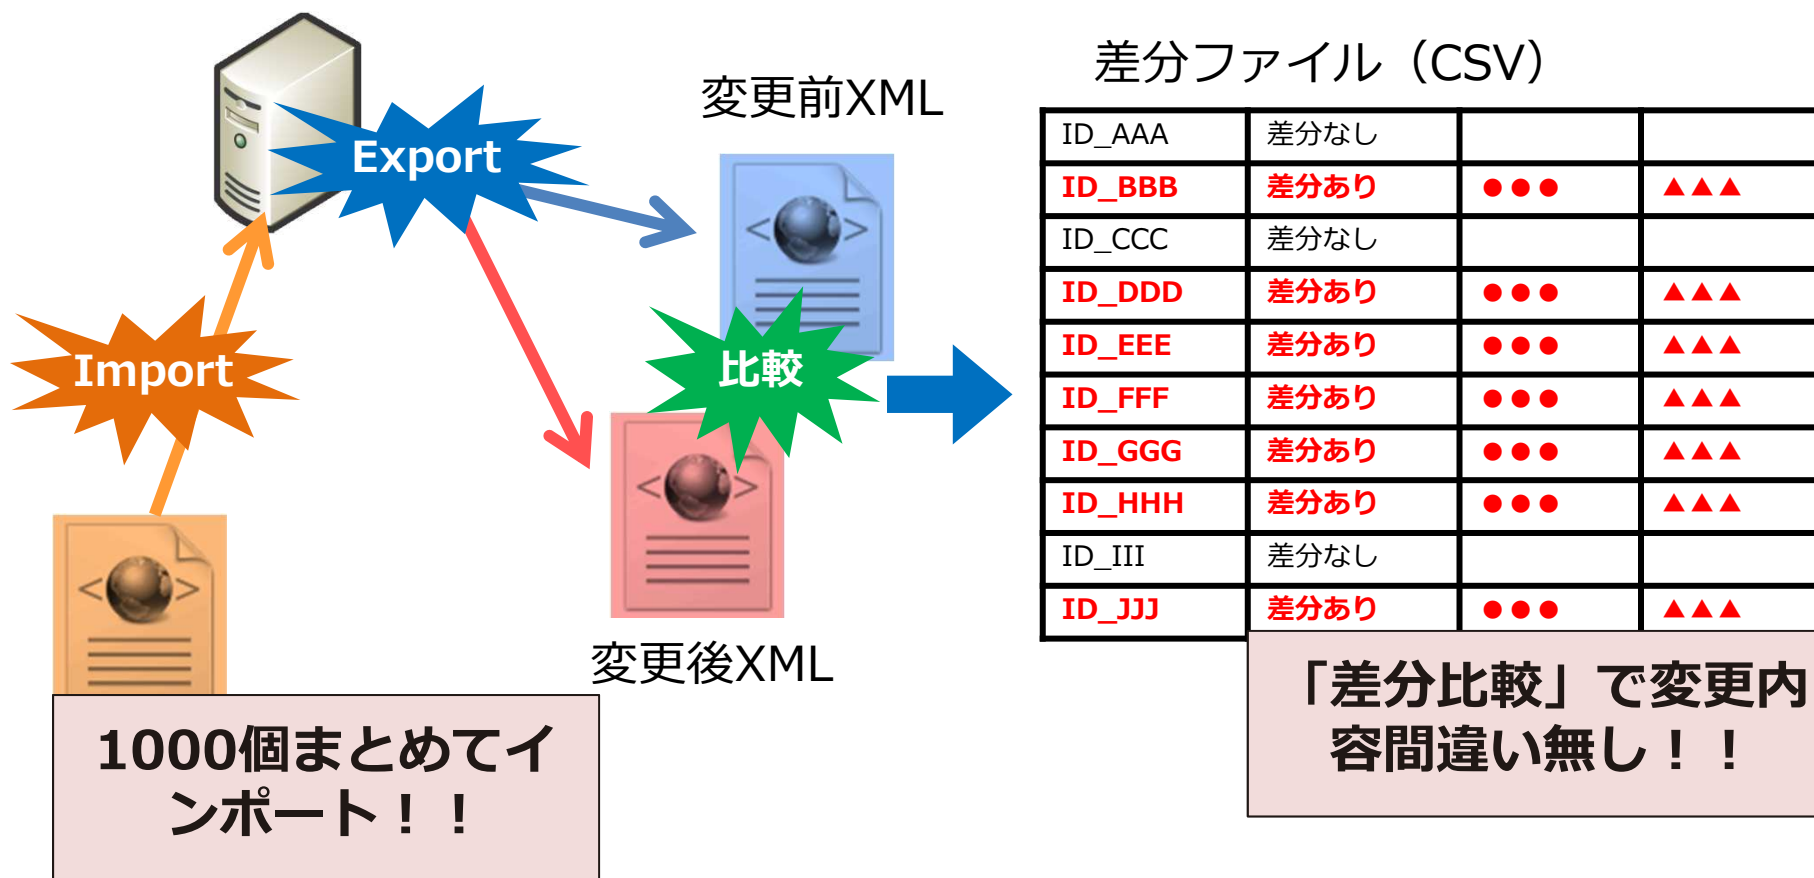 Export
変更前XML
Import
比較
変更後XML
1000個まとめてイ
ンポート！！
差分ファイル（CSV）
ID_AAA 差分なし
ID_BBB 差分あり ●●● ▲▲▲
ID_CCC 差分なし
ID_DDD 差分あり ●●● ▲▲▲
ID_EEE 差分あり ●●● ▲▲▲
ID_FFF 差分あり ●●● ▲▲▲
ID_GGG 差分あり ●●● ▲▲▲
ID_HHH 差分あり ●●● ▲▲▲
ID_III 差分なし
ID_JJJ 差分あり ●●● ▲▲▲
「差分比較」で変更内
容間違い無し！！